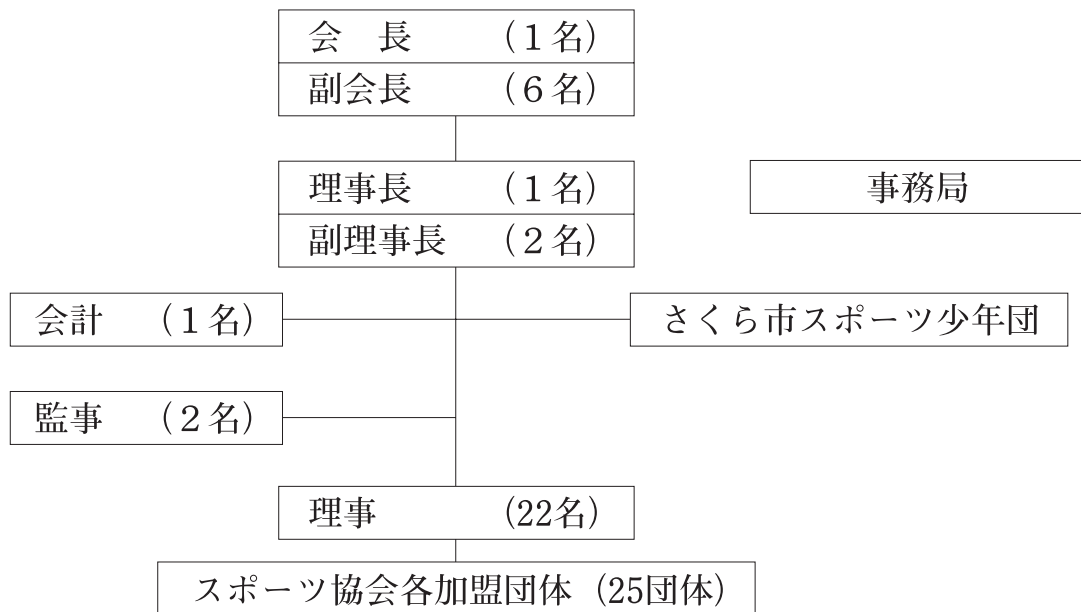 会　長　（１名）
副会長　（６名）
理事長　（１名）
副理事長　（２名）
事務局
会計　（１名）
さくら市スポーツ少年団
監事　（２名）
理事　(22名)
スポーツ協会各加盟団体（25団体）